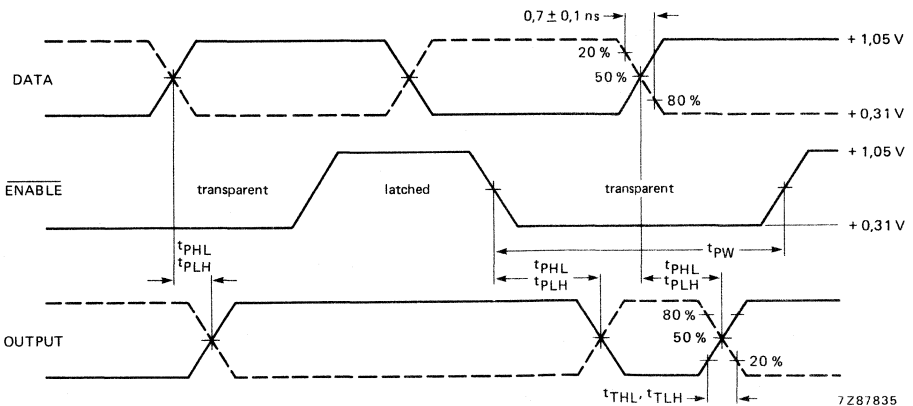 0,7 ± 0,1 ns
+ 1,05 V
20 %
DATA
50 %
80 %
+ 0,31 V
+ 1,05 V
ENABLE
transparent
latched
transparent
+ 0,31 V
tPHL
tPLH
tPW
tPHL
tPLH
tPHL
tPLH
80 %
OUTPUT
50 %
20 %
tTHL, tTLH
7Z87835